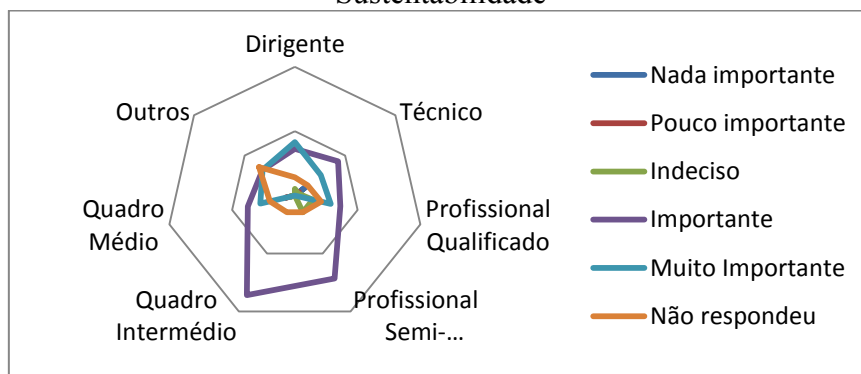 Sustentabilidade
Dirigente
Outros
Técnico
Quadro
Médio
Profissional
Qualificado
Quadro
Intermédio
Profissional
Semi-...
Nada importante
Pouco importante
Indeciso
Importante
Muito Importante
Não respondeu